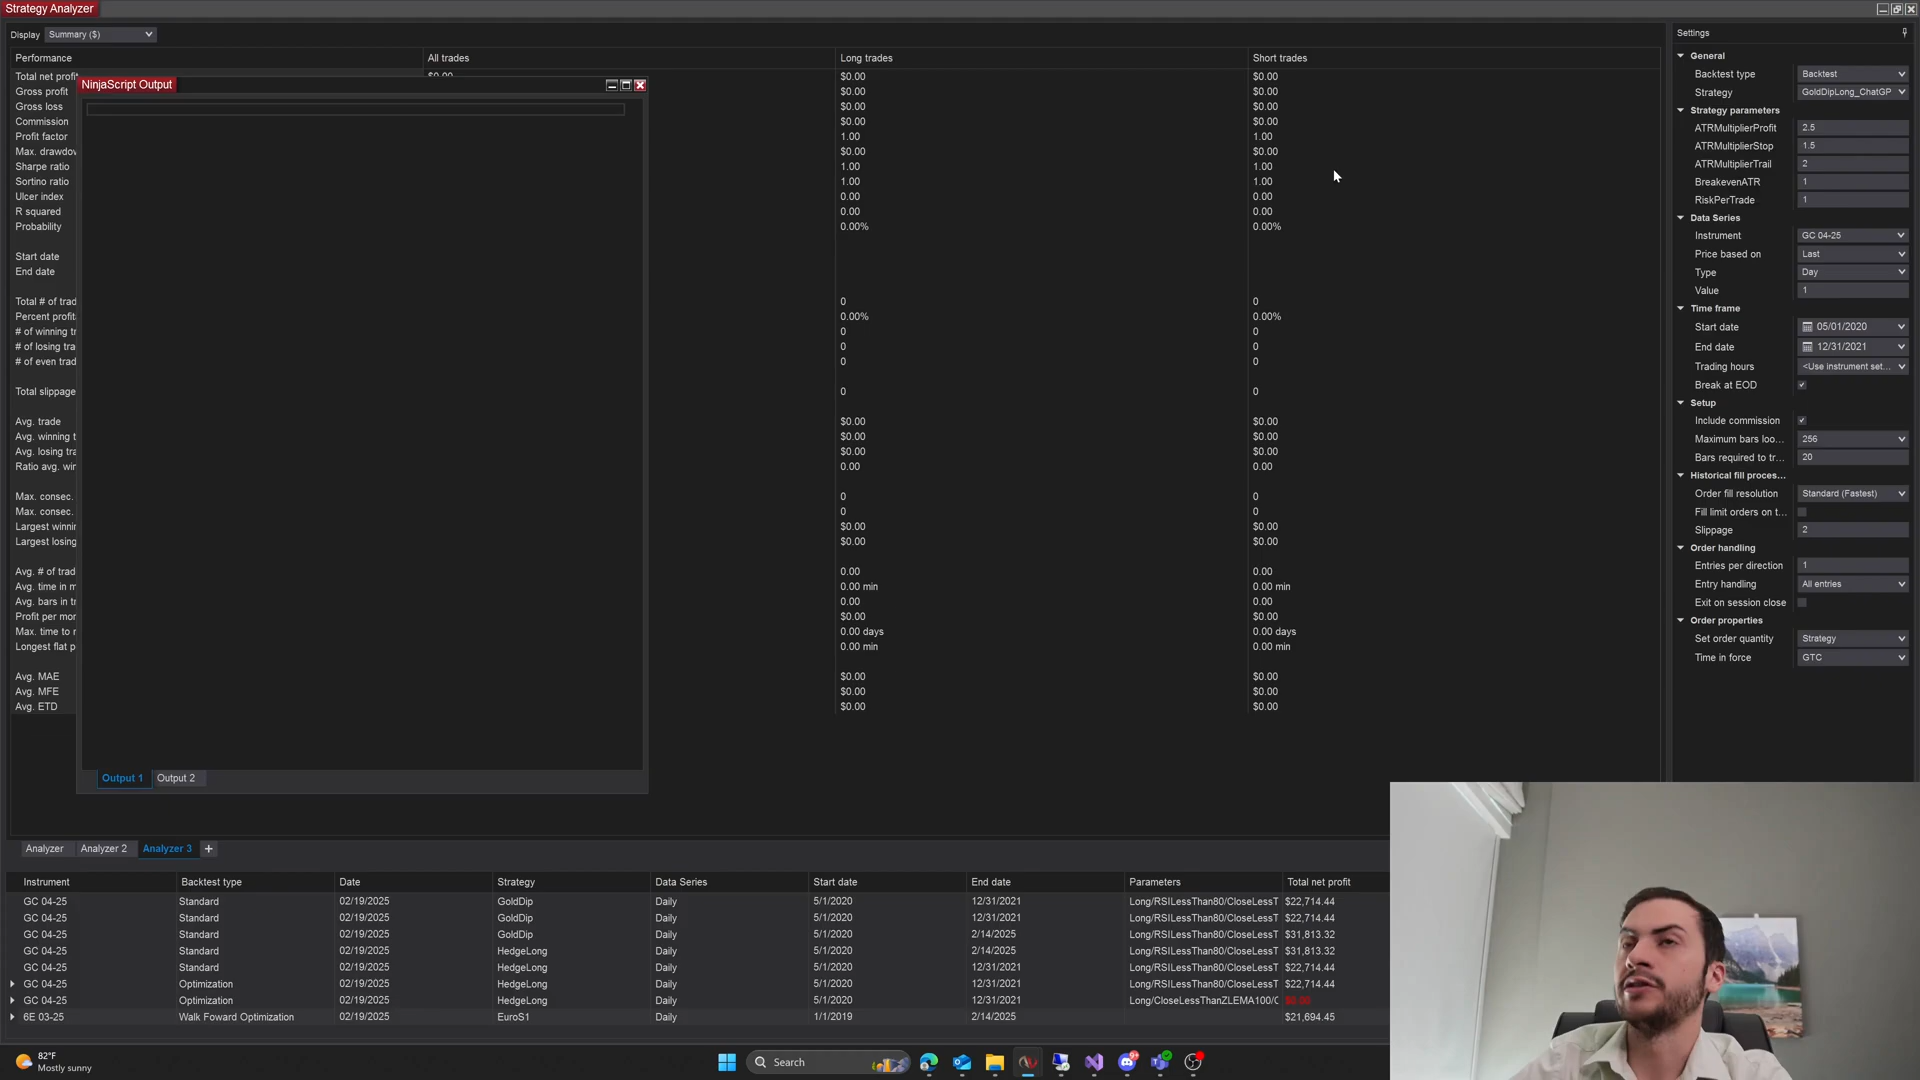 Strategy Analyzer
Display Summary ($)
Performance All trades Long trades Short trades
Total net profit $0.00 $0.00 $0.00
Gross profit $0.00 $0.00
Gross loss $0.00 $0.00
Commission $0.00 $0.00
Profit factor 1.00 1.00
Max. drawdow $0.00 $0.00
Sharpe ratio 1.00 1.00
Sortino ratio 1.00 1.00
Ulcer index 0.00 0.00
R squared 0.00 0.00
Probability 0.00% 0.00%
Start date
End date
Total # of trad 0 0
Percent profit 0.00% 0.00%
# of winning tr 0 0
# of losing tra 0 0
# of even trad 0 0
Total slippage 0 0
Avg. trade $0.00 $0.00
Avg. winning t $0.00 $0.00
Avg. losing tra $0.00 $0.00
Ratio avg. win 0.00 0.00
Max. consec. 0 0
Max. consec. 0 0
Largest winnin $0.00 $0.00
Largest losing $0.00 $0.00
Avg. # of trad 0.00 0.00
Avg. time in m 0.00 min 0.00 min
Avg. bars in tr 0.00 0.00
Profit per mor $0.00 $0.00
Max. time to r 0.00 days 0.00 days
Longest flat p 0.00 min 0.00 min
Avg. MAE $0.00 $0.00
Avg. MFE $0.00 $0.00
Avg. ETD $0.00 $0.00
NinjaScript Output
Output 1 Output 2
Settings
General
Backtest type Backtest
Strategy GoldDipLong_ChatGP
Strategy parameters
ATRMultiplierProfit 2.5
ATRMultiplierStop 1.5
ATRMultiplierTrail 2
BreakevenATR 1
RiskPerTrade 1
Data Series
Instrument GC 04-25
Price based on Last
Type Day
Value 1
Time frame
Start date 05/01/2020
End date 12/31/2021
Trading hours <Use instrument set...
Break at EOD
Setup
Include commission
Maximum bars loo... 256
Bars required to tr... 20
Historical fill proces...
Order fill resolution Standard (Fastest)
Fill limit orders on t...
Slippage 2
Order handling
Entries per direction 1
Entry handling All entries
Exit on session close
Order properties
Set order quantity Strategy
Time in force GTC
Analyzer Analyzer 2 Analyzer 3 +
Instrument Backtest type Date Strategy Data Series Start date End date Parameters Total net profit
GC 04-25 Standard 02/19/2025 GoldDip Daily 5/1/2020 12/31/2021 Long/RSILessThan80/CloseLessT $22,714.44
GC 04-25 Standard 02/19/2025 GoldDip Daily 5/1/2020 12/31/2021 Long/RSILessThan80/CloseLessT $22,714.44
GC 04-25 Standard 02/19/2025 GoldDip Daily 5/1/2020 2/14/2025 Long/RSILessThan80/CloseLessT $31,813.32
GC 04-25 Standard 02/19/2025 HedgeLong Daily 5/1/2020 2/14/2025 Long/RSILessThan80/CloseLessT $31,813.32
GC 04-25 Standard 02/19/2025 HedgeLong Daily 5/1/2020 12/31/2021 Long/RSILessThan80/CloseLessT $22,714.44
GC 04-25 Optimization 02/19/2025 HedgeLong Daily 5/1/2020 12/31/2021 Long/RSILessThan80/CloseLessT $22,714.44
GC 04-25 Optimization 02/19/2025 HedgeLong Daily 5/1/2020 12/31/2021 Long/CloseLessThanZLEMA100/C $0.00
6E 03-25 Walk Foward Optimization 02/19/2025 EuroS1 Daily 1/1/2019 2/14/2025 $21,694.45
82°F
Mostly sunny
Search